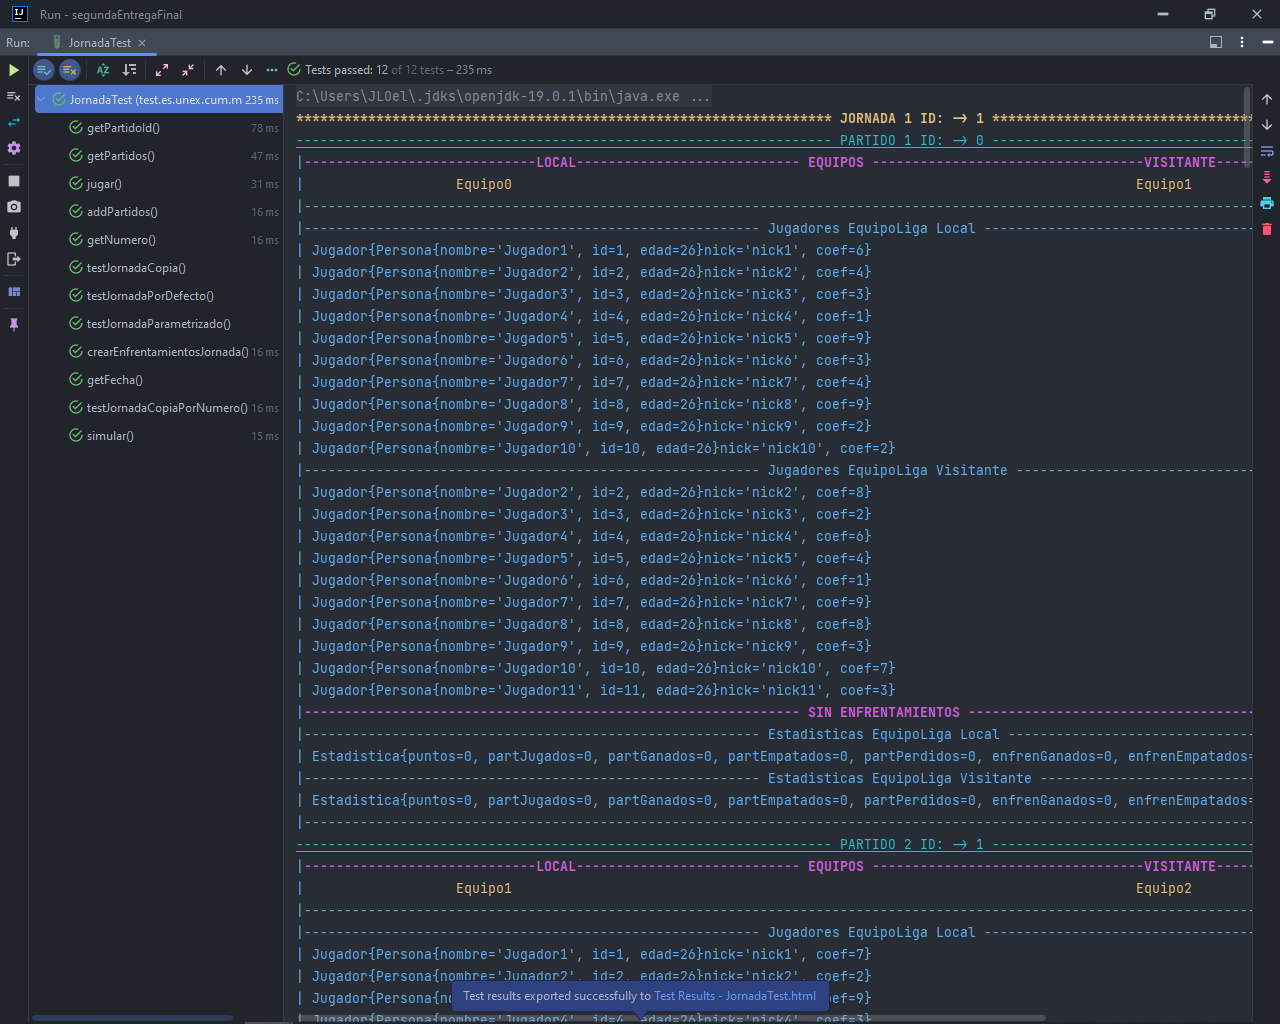 Run - segundaEntregaFinal
Run: JornadaTest
Tests passed: 12 of 12 tests – 235 ms
JornadaTest (test.es.unex.cum.m 235 ms
getPartidoId() 78 ms
getPartidos() 47 ms
jugar() 31 ms
addPartidos() 16 ms
getNumero() 16 ms
testJornadaCopia()
testJornadaPorDefecto()
testJornadaParametrizado()
crearEnfrentamientosJornada() 16 ms
getFecha()
testJornadaCopiaPorNumero() 16 ms
simular() 15 ms
C:\Users\JLOel\.jdks\openjdk-19.0.1\bin\java.exe ...
******************************************************************* JORNADA 1 ID: -> 1 *********************************
------------------------------------------------------------------- PARTIDO 1 ID: -> 0 ---------------------------------
|-----------------------------LOCAL---------------------------- EQUIPOS ----------------------------------VISITANTE-----
| Equipo0 Equipo1
|-----------------------------------------------------------------------------------------------------------------------
|--------------------------------------------------------- Jugadores EquipoLiga Local ----------------------------------
| Jugador{Persona{nombre='Jugador1', id=1, edad=26}nick='nick1', coef=6}
| Jugador{Persona{nombre='Jugador2', id=2, edad=26}nick='nick2', coef=4}
| Jugador{Persona{nombre='Jugador3', id=3, edad=26}nick='nick3', coef=3}
| Jugador{Persona{nombre='Jugador4', id=4, edad=26}nick='nick4', coef=1}
| Jugador{Persona{nombre='Jugador5', id=5, edad=26}nick='nick5', coef=9}
| Jugador{Persona{nombre='Jugador6', id=6, edad=26}nick='nick6', coef=3}
| Jugador{Persona{nombre='Jugador7', id=7, edad=26}nick='nick7', coef=4}
| Jugador{Persona{nombre='Jugador8', id=8, edad=26}nick='nick8', coef=9}
| Jugador{Persona{nombre='Jugador9', id=9, edad=26}nick='nick9', coef=2}
| Jugador{Persona{nombre='Jugador10', id=10, edad=26}nick='nick10', coef=2}
|--------------------------------------------------------- Jugadores EquipoLiga Visitante ------------------------------
| Jugador{Persona{nombre='Jugador2', id=2, edad=26}nick='nick2', coef=8}
| Jugador{Persona{nombre='Jugador3', id=3, edad=26}nick='nick3', coef=2}
| Jugador{Persona{nombre='Jugador4', id=4, edad=26}nick='nick4', coef=6}
| Jugador{Persona{nombre='Jugador5', id=5, edad=26}nick='nick5', coef=4}
| Jugador{Persona{nombre='Jugador6', id=6, edad=26}nick='nick6', coef=1}
| Jugador{Persona{nombre='Jugador7', id=7, edad=26}nick='nick7', coef=9}
| Jugador{Persona{nombre='Jugador8', id=8, edad=26}nick='nick8', coef=8}
| Jugador{Persona{nombre='Jugador9', id=9, edad=26}nick='nick9', coef=3}
| Jugador{Persona{nombre='Jugador10', id=10, edad=26}nick='nick10', coef=7}
| Jugador{Persona{nombre='Jugador11', id=11, edad=26}nick='nick11', coef=3}
|-------------------------------------------------------------- SIN ENFRENTAMIENTOS ------------------------------------
|--------------------------------------------------------- Estadisticas EquipoLiga Local -------------------------------
| Estadistica{puntos=0, partJugados=0, partGanados=0, partEmpatados=0, partPerdidos=0, enfrenGanados=0, enfrenEmpatados=
|--------------------------------------------------------- Estadisticas EquipoLiga Visitante ---------------------------
| Estadistica{puntos=0, partJugados=0, partGanados=0, partEmpatados=0, partPerdidos=0, enfrenGanados=0, enfrenEmpatados=
|-----------------------------------------------------------------------------------------------------------------------
------------------------------------------------------------------- PARTIDO 2 ID: -> 1 ---------------------------------
|-----------------------------LOCAL---------------------------- EQUIPOS ----------------------------------VISITANTE-----
| Equipo1 Equipo2
|-----------------------------------------------------------------------------------------------------------------------
|--------------------------------------------------------- Jugadores EquipoLiga Local ----------------------------------
| Jugador{Persona{nombre='Jugador1', id=1, edad=26}nick='nick1', coef=7}
| Jugador{Persona{nombre='Jugador2', id=2, edad=26}nick='nick2', coef=2}
| Jugador{Persona{n coef=9}
| Jugador{Persona{nombre='Jugador4', id=4, edad=26}nick='nick4', coef=3}
Test results exported successfully to Test Results - JornadaTest.html